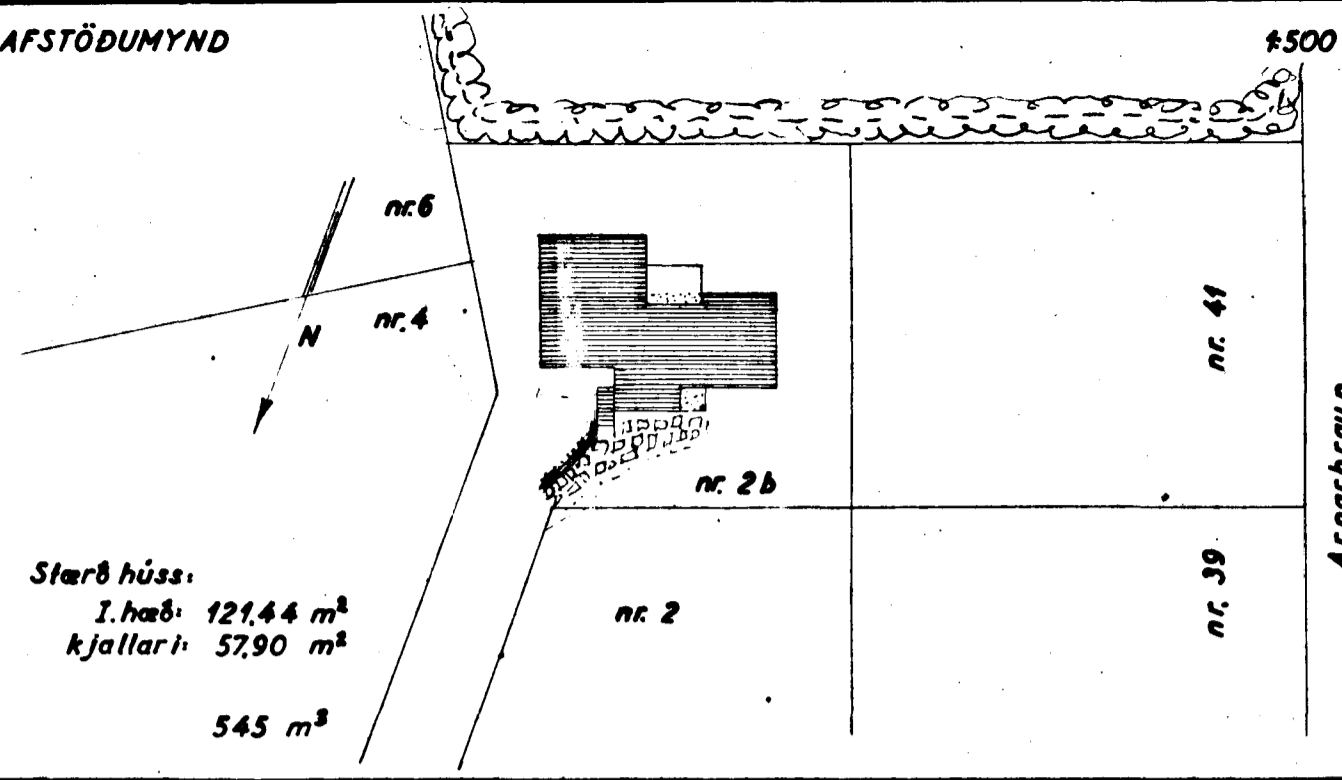 AFSTÖÐUMYND
1:500
nr. 6
nr. 4
N
nr. 41
nr. 2b
nr. 39
nr. 2
Stærð húss:
I. hæð: 121,44 m²
kjallari: 57,90 m²
545 m³